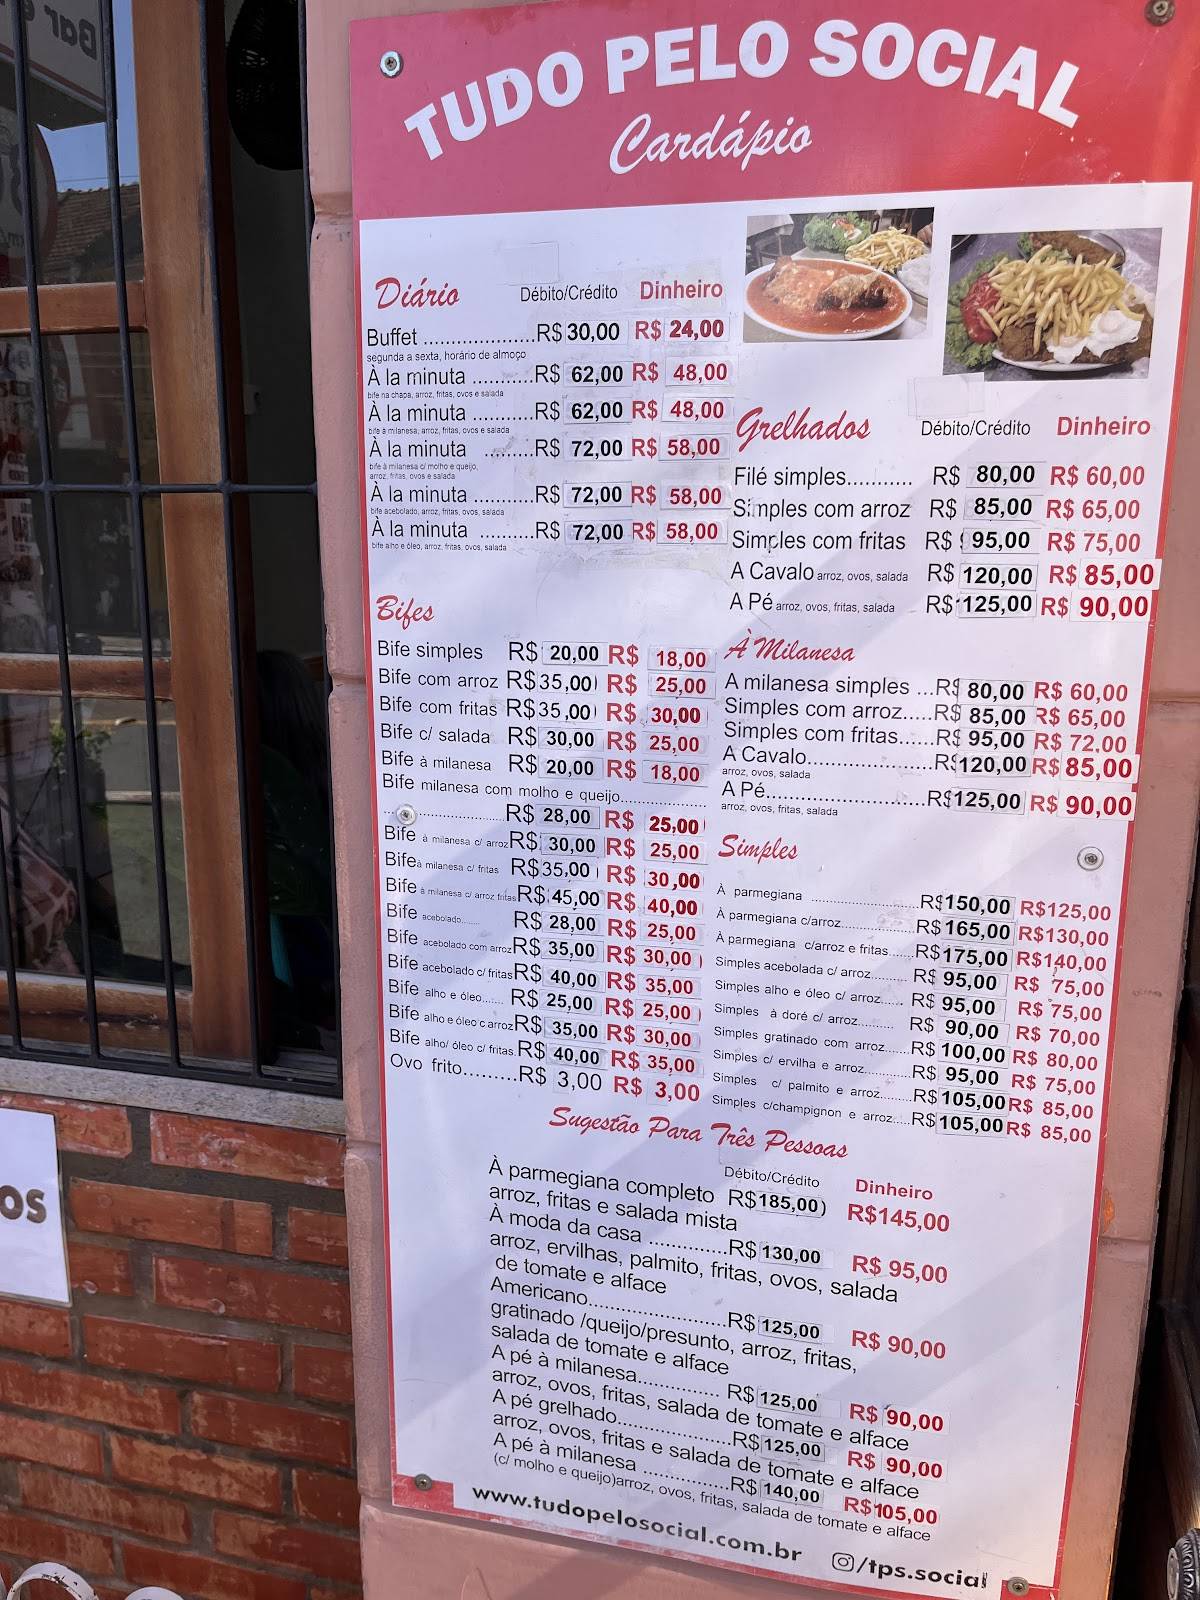 TUDO PELO SOCIAL
Cardápio
Diário Débito/Crédito Dinheiro
Buffet ....................R$ 30,00 R$ 24,00
segunda a sexta, horário de almoço
À la minuta ...........R$ 62,00 R$ 48,00
bife na chapa, arroz, fritas, ovos e salada
À la minuta ...........R$ 62,00 R$ 48,00
bife à milanesa, arroz, fritas, ovos e salada
À la minuta .........R$ 72,00 R$ 58,00
bife à milanesa c/ molho e queijo,
arroz, fritas, ovos e salada
À la minuta ...........R$ 72,00 R$ 58,00
bife acebolado, arroz, fritas, ovos, salada
À la minuta ..........R$ 72,00 R$ 58,00
bife alho e óleo, arroz, fritas, ovos, salada
Bifes
Bife simples R$ 20,00 R$ 18,00
Bife com arroz R$35,00 R$ 25,00
Bife com fritas R$35,00 R$ 30,00
Bife c/ salada R$ 30,00 R$ 25,00
Bife à milanesa R$ 20,00 R$ 18,00
Bife milanesa com molho e queijo....................
............................R$ 28,00 R$ 25,00
Bife à milanesa c/ arroz R$ 30,00 R$ 25,00
Bife à milanesa c/ fritas R$35,00 R$ 30,00
Bife à milanesa c/ arroz fritas R$ 45,00 R$ 40,00
Bife acebolado........ R$ 28,00 R$ 25,00
Bife acebolado com arroz R$ 35,00 R$ 30,00
Bife acebolado c/ fritas R$ 40,00 R$ 35,00
Bife alho e óleo...... R$ 25,00 R$ 25,00
Bife alho e óleo c arroz R$ 35,00 R$ 30,00
Bife alho/ óleo c/ fritas. R$ 40,00 R$ 35,00
Ovo frito.........R$ 3,00 R$ 3,00
Grelhados Débito/Crédito Dinheiro
Filé simples........... R$ 80,00 R$ 60,00
Simples com arroz R$ 85,00 R$ 65,00
Simples com fritas R$ 95,00 R$ 75,00
A Cavalo arroz, ovos, salada R$ 120,00 R$ 85,00
A Pé arroz, ovos, fritas, salada R$ 125,00 R$ 90,00
À Milanesa
A milanesa simples ...R$ 80,00 R$ 60,00
Simples com arroz.....R$ 85,00 R$ 65,00
Simples com fritas......R$ 95,00 R$ 72,00
A Cavalo.....................R$120,00 R$ 85,00
arroz, ovos, salada
A Pé...........................R$125,00 R$ 90,00
arroz, ovos, fritas, salada
Simples
À parmegiana ...........................R$150,00 R$125,00
À parmegiana c/arroz...................R$165,00 R$130,00
À parmegiana c/arroz e fritas.......R$175,00 R$140,00
Simples acebolada c/ arroz......... R$ 95,00 R$ 75,00
Simples alho e óleo c/ arroz...... R$ 95,00 R$ 75,00
Simples à doré c/ arroz.......... R$ 90,00 R$ 70,00
Simples gratinado com arroz.......R$ 100,00 R$ 80,00
Simples c/ ervilha e arroz............R$ 95,00 R$ 75,00
Simples c/ palmito e arroz.........R$ 105,00 R$ 85,00
Simples c/champignon e arroz.....R$ 105,00 R$ 85,00
Sugestão Para Três Pessoas
Débito/Crédito Dinheiro
À parmegiana completo R$185,00 R$145,00
arroz, fritas e salada mista
À moda da casa ..............R$ 130,00 R$ 95,00
arroz, ervilhas, palmito, fritas, ovos, salada
de tomate e alface
Americano........................R$ 125,00 R$ 90,00
gratinado /queijo/presunto, arroz, fritas,
salada de tomate e alface
A pé à milanesa............... R$ 125,00 R$ 90,00
arroz, ovos, fritas, salada de tomate e alface
A pé grelhado....................R$ 125,00 R$ 90,00
arroz, ovos, fritas e salada de tomate e alface
A pé à milanesa ...............R$ 140,00 R$105,00
(c/ molho e queijo)arroz, ovos, fritas, salada de tomate e alface
www.tudopelosocial.com.br /tps.social
OS
Bar e